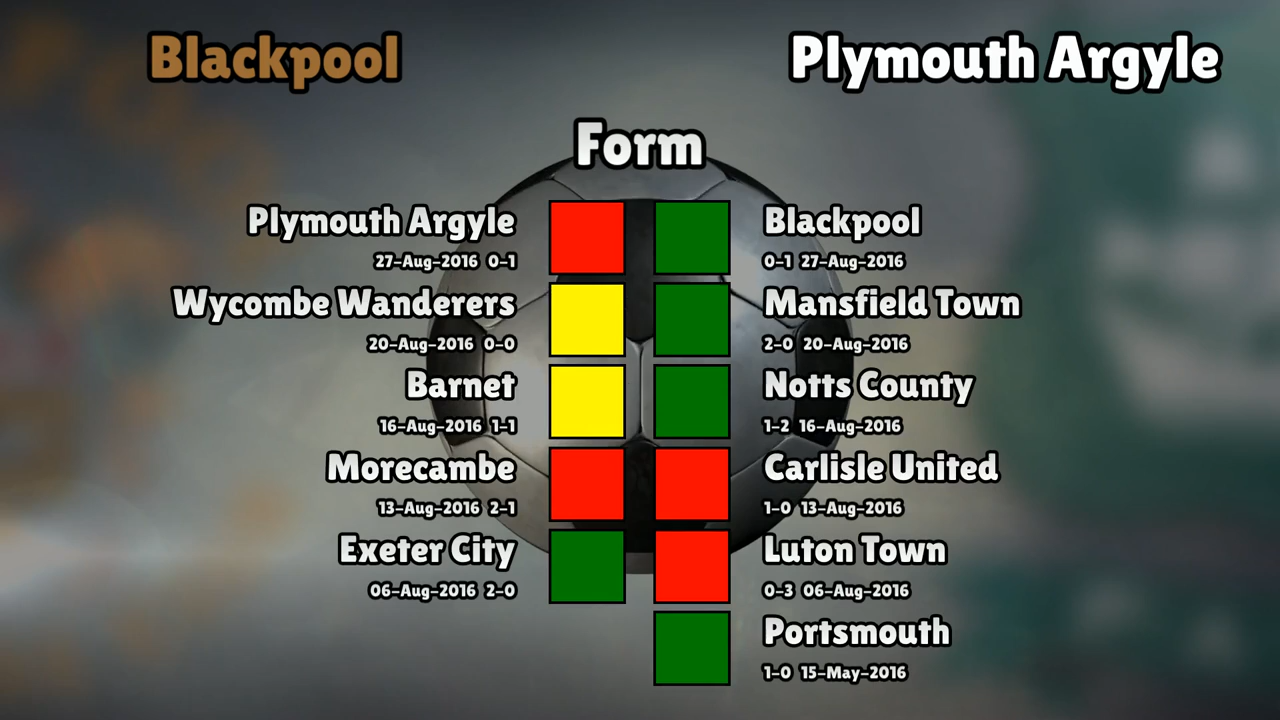 Blackpool
Plymouth Argyle
Form
Plymouth Argyle
27-Aug-2016 0-1
Blackpool
0-1 27-Aug-2016
Wycombe Wanderers
20-Aug-2016 0-0
Mansfield Town
2-0 20-Aug-2016
Barnet
16-Aug-2016 1-1
Notts County
1-2 16-Aug-2016
Morecambe
13-Aug-2016 2-1
Carlisle United
1-0 13-Aug-2016
Exeter City
06-Aug-2016 2-0
Luton Town
0-3 06-Aug-2016
Portsmouth
1-0 15-May-2016